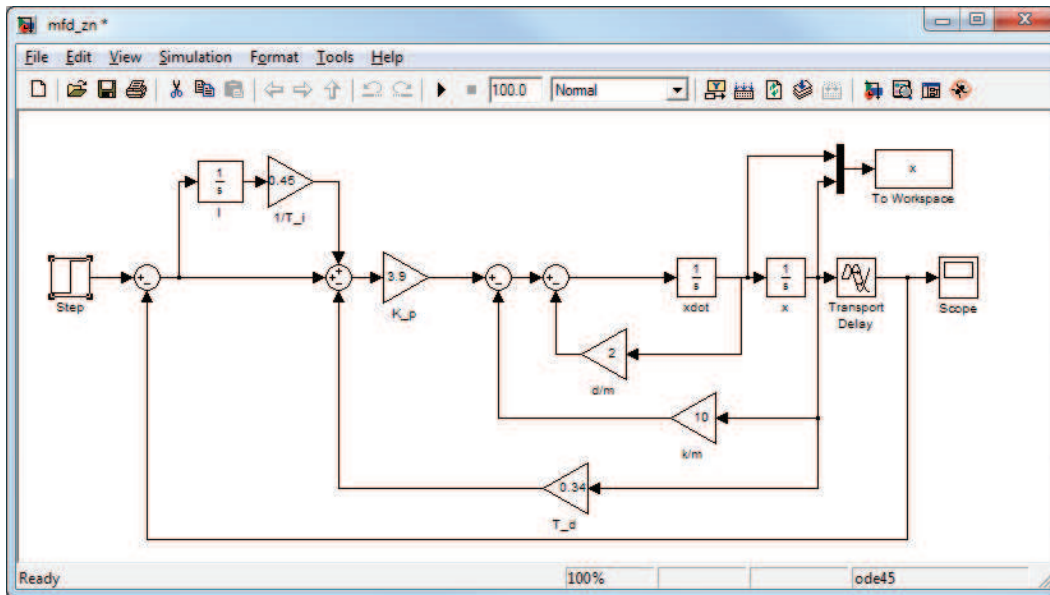 mfd_zn *
File Edit View Simulation Format Tools Help
100.0 Normal
1
s
I
0.45
1/T_i
x
To Workspace
Step
3.9
K_p
1
s
xdot
1
s
x
Transport
Delay
Scope
2
d/m
10
k/m
0.34
T_d
Ready 100% ode45